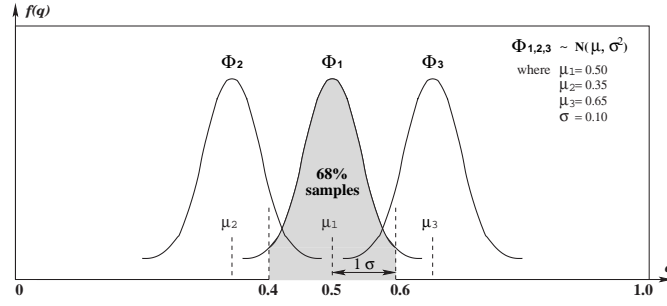 f(q)
Φ1,2,3 ~ N(μ, σ²)
where μ1= 0.50
μ2= 0.35
μ3= 0.65
σ = 0.10
Φ2 Φ1 Φ3
68%
samples
μ2 μ1 μ3
1 σ
0 0.4 0.5 0.6 1.0